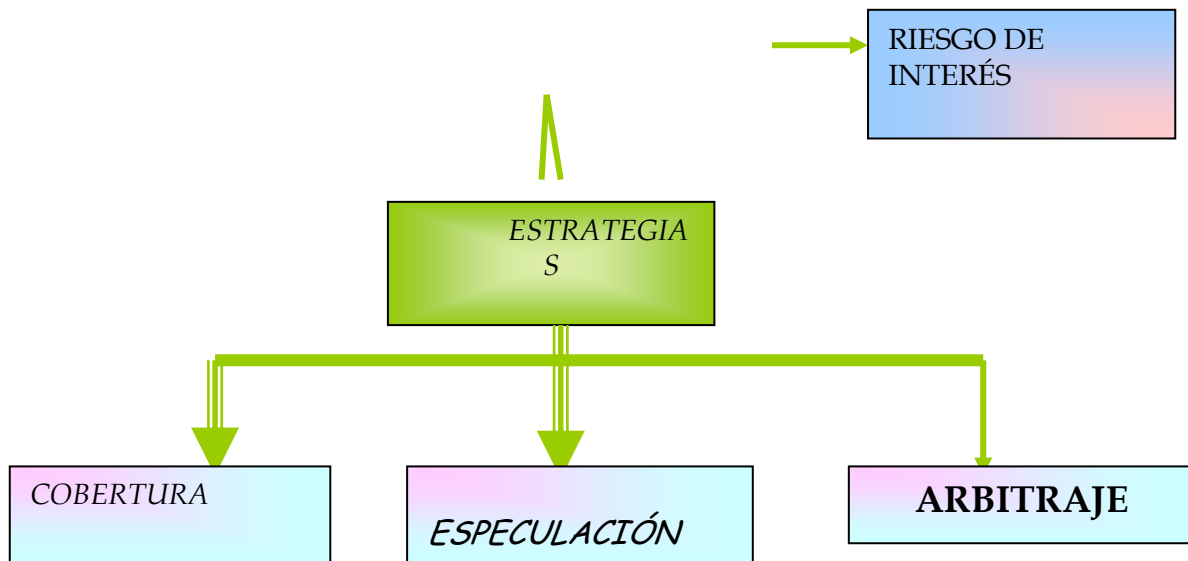 RIESGO DE
INTERÉS
ESTRATEGIA
S
COBERTURA
ESPECULACIÓN
ARBITRAJE